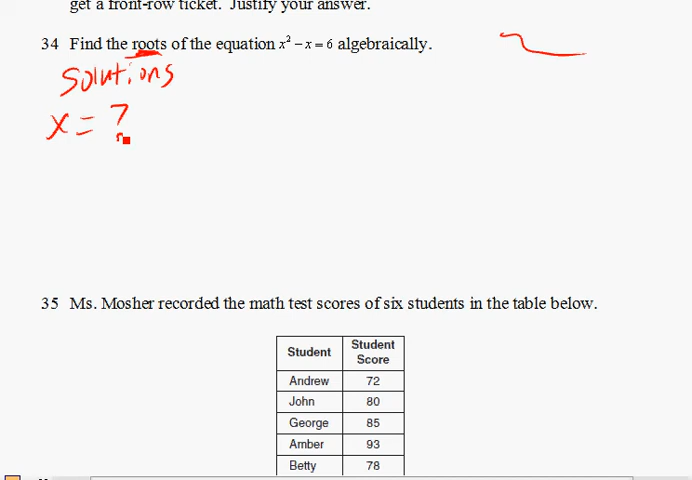 get a front-row ticket. Justify your answer.
34 Find the roots of the equation x² − x = 6 algebraically.
Solutions
x = ?
35 Ms. Mosher recorded the math test scores of six students in the table below.
Student Student Score
Andrew 72
John 80
George 85
Amber 93
Betty 78